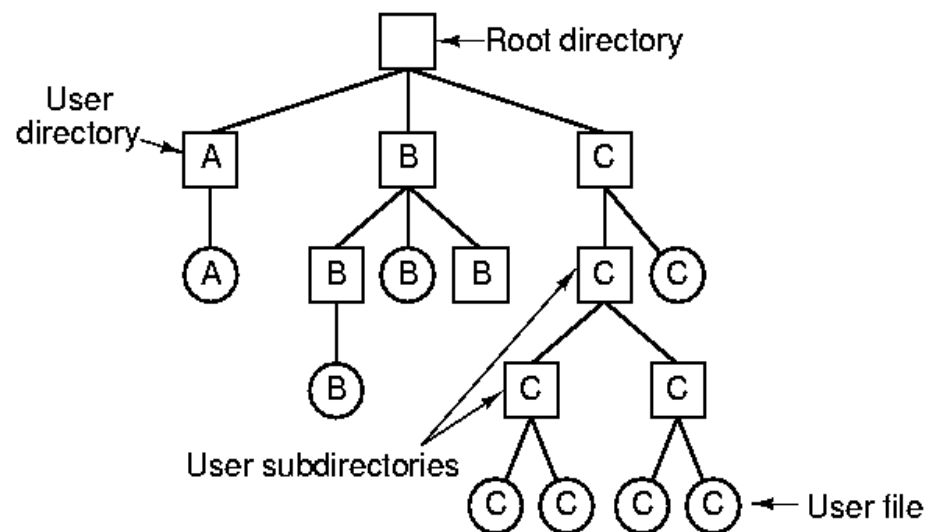 Root directory
User
directory
A
B
C
A
B
B
B
C
C
B
C
C
User subdirectories
C
C
C
C
User file